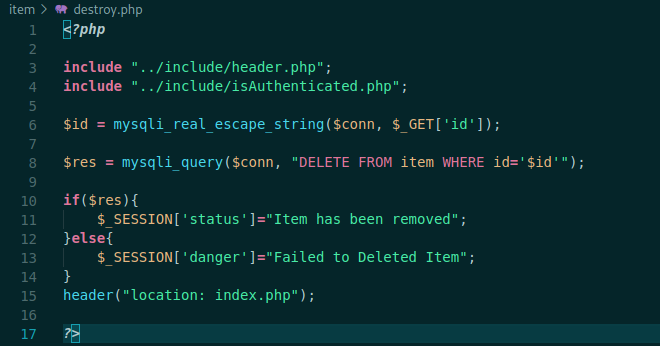 item > destroy.php
1 <?php
2
3 include "../include/header.php";
4 include "../include/isAuthenticated.php";
5
6 $id = mysqli_real_escape_string($conn, $_GET['id']);
7
8 $res = mysqli_query($conn, "DELETE FROM item WHERE id='$id'");
9
10 if($res){
11     $_SESSION['status']="Item has been removed";
12 }else{
13     $_SESSION['danger']="Failed to Deleted Item";
14 }
15 header("location: index.php");
16
17 ?>